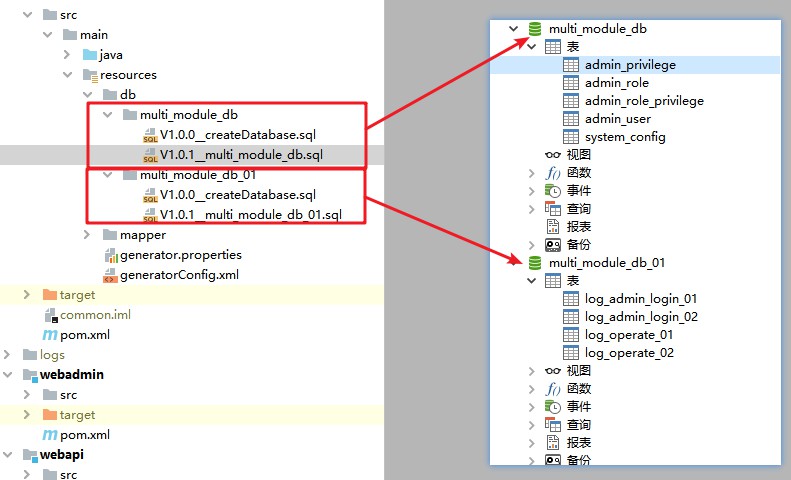 src
main
java
resources
db
multi_module_db
V1.0.0__createDatabase.sql
V1.0.1__multi_module_db.sql
multi_module_db_01
V1.0.0__createDatabase.sql
V1.0.1__multi_module_db_01.sql
mapper
generator.properties
generatorConfig.xml
target
common.iml
pom.xml
logs
webadmin
src
target
pom.xml
webapi
src
multi_module_db
表
admin_privilege
admin_role
admin_role_privilege
admin_user
system_config
视图
函数
事件
查询
报表
备份
multi_module_db_01
表
log_admin_login_01
log_admin_login_02
log_operate_01
log_operate_02
视图
函数
事件
查询
报表
备份